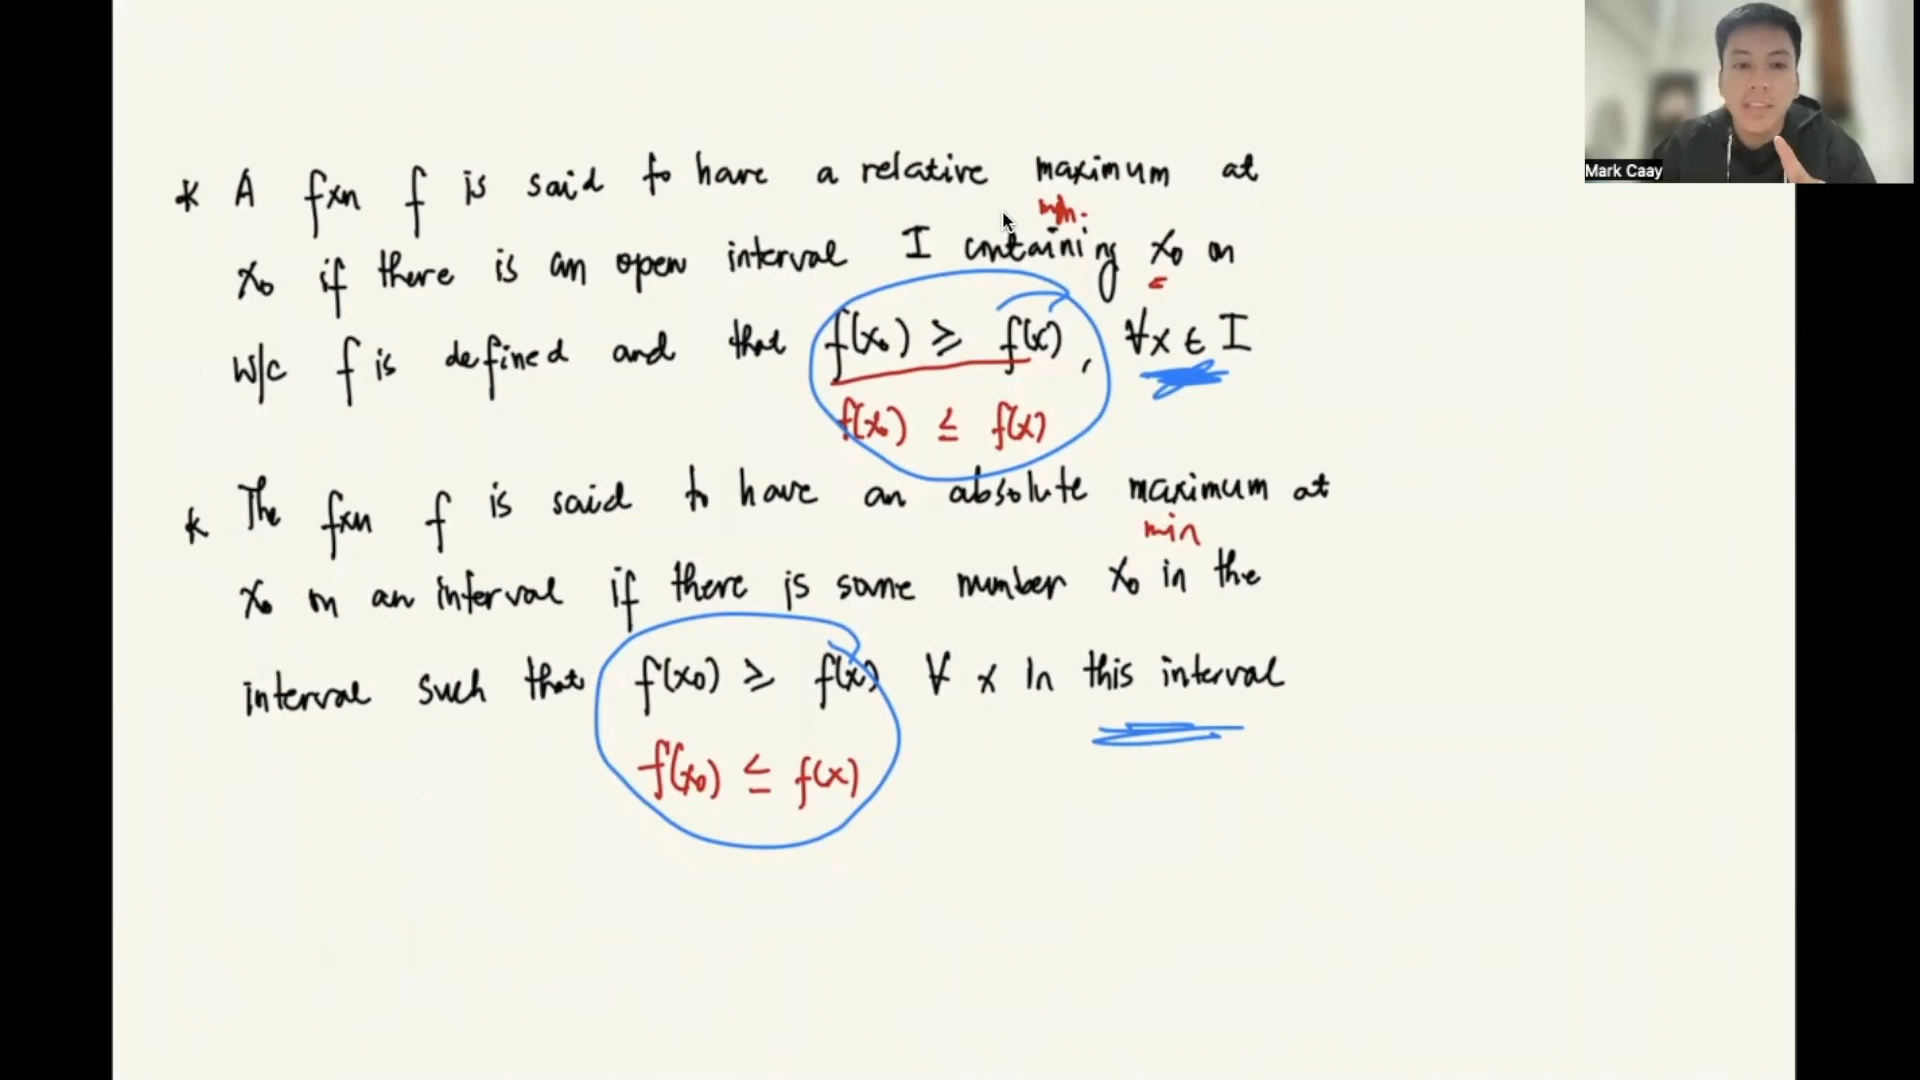 * A fxn f is said to have a relative maximum at
min.
x₀ if there is an open interval I containing x₀ on
w/c f is defined and that f(x₀) ≥ f(x), ∀x ∈ I
f(x₀) ≤ f(x)
* The fxn f is said to have an absolute maximum at
min
x₀ on an interval if there is some number x₀ in the
interval such that f(x₀) ≥ f(x) ∀ x in this interval
f(x₀) ≤ f(x)
Mark Caay